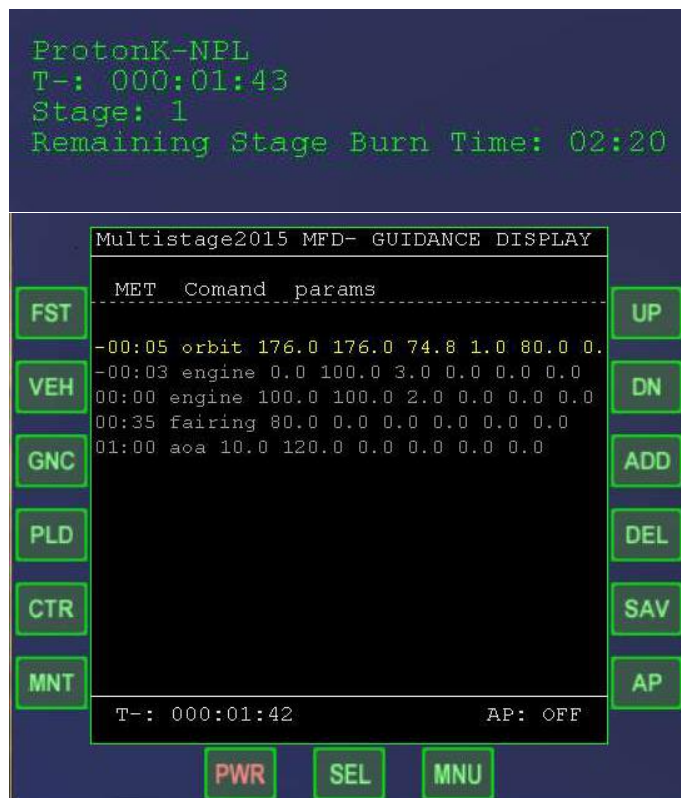 ProtonK-NPL
T-: 000:01:43
Stage: 1
Remaining Stage Burn Time: 02:20
Multistage2015 MFD- GUIDANCE DISPLAY
MET Comand params
FST
UP
-00:05 orbit 176.0 176.0 74.8 1.0 80.0 0.
-00:03 engine 0.0 100.0 3.0 0.0 0.0 0.0
VEH
DN
00:00 engine 100.0 100.0 2.0 0.0 0.0 0.0
00:35 fairing 80.0 0.0 0.0 0.0 0.0 0.0
01:00 aoa 10.0 120.0 0.0 0.0 0.0 0.0
GNC
ADD
PLD
DEL
CTR
SAV
MNT
AP
T-: 000:01:42 AP: OFF
PWR SEL MNU